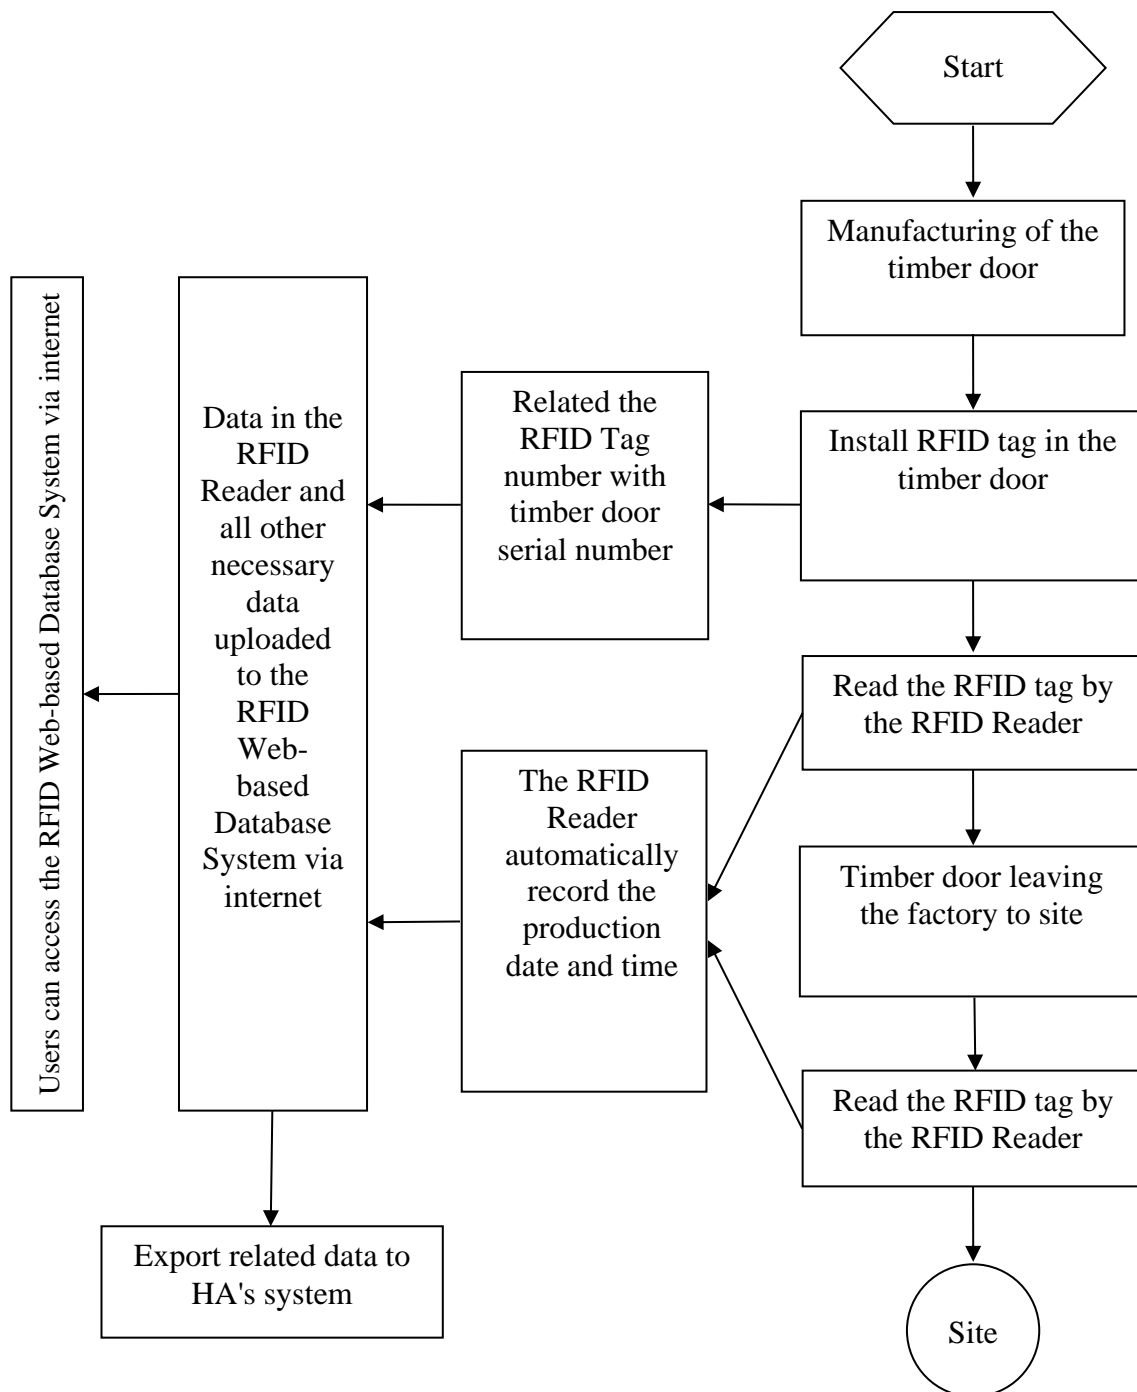 Start
Manufacturing of the
timber door
Install RFID tag in the
timber door
Related the
RFID Tag
number with
timber door
serial number
Data in the
RFID
Reader and
all other
necessary
data
uploaded
to the
RFID
Web-
based
Database
System via
internet
Users can access the RFID Web-based Database System via internet
Read the RFID tag by
the RFID Reader
The RFID
Reader
automatically
record the
production
date and time
Timber door leaving
the factory to site
Read the RFID tag by
the RFID Reader
Export related data to
HA's system
Site